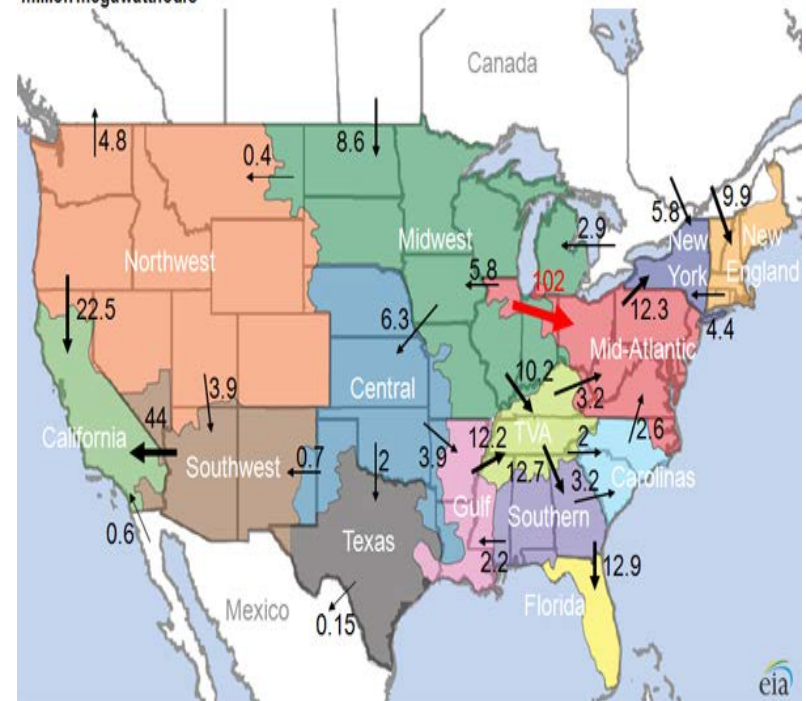 million megawatthours
Canada
4.8
0.4
8.6
5.8
9.9
2.9
New
York
New
England
Midwest
Northwest
5.8
102
12.3
4.4
22.5
6.3
Mid-Atlantic
10.2
3.2
Central
3.9
44
California
Southwest
0.7
2
3.9
12.2
TVA
2
2.6
Carolinas
12.7
3.2
Gulf
Southern
Texas
2.2
12.9
0.6
Mexico
0.15
Florida
eia